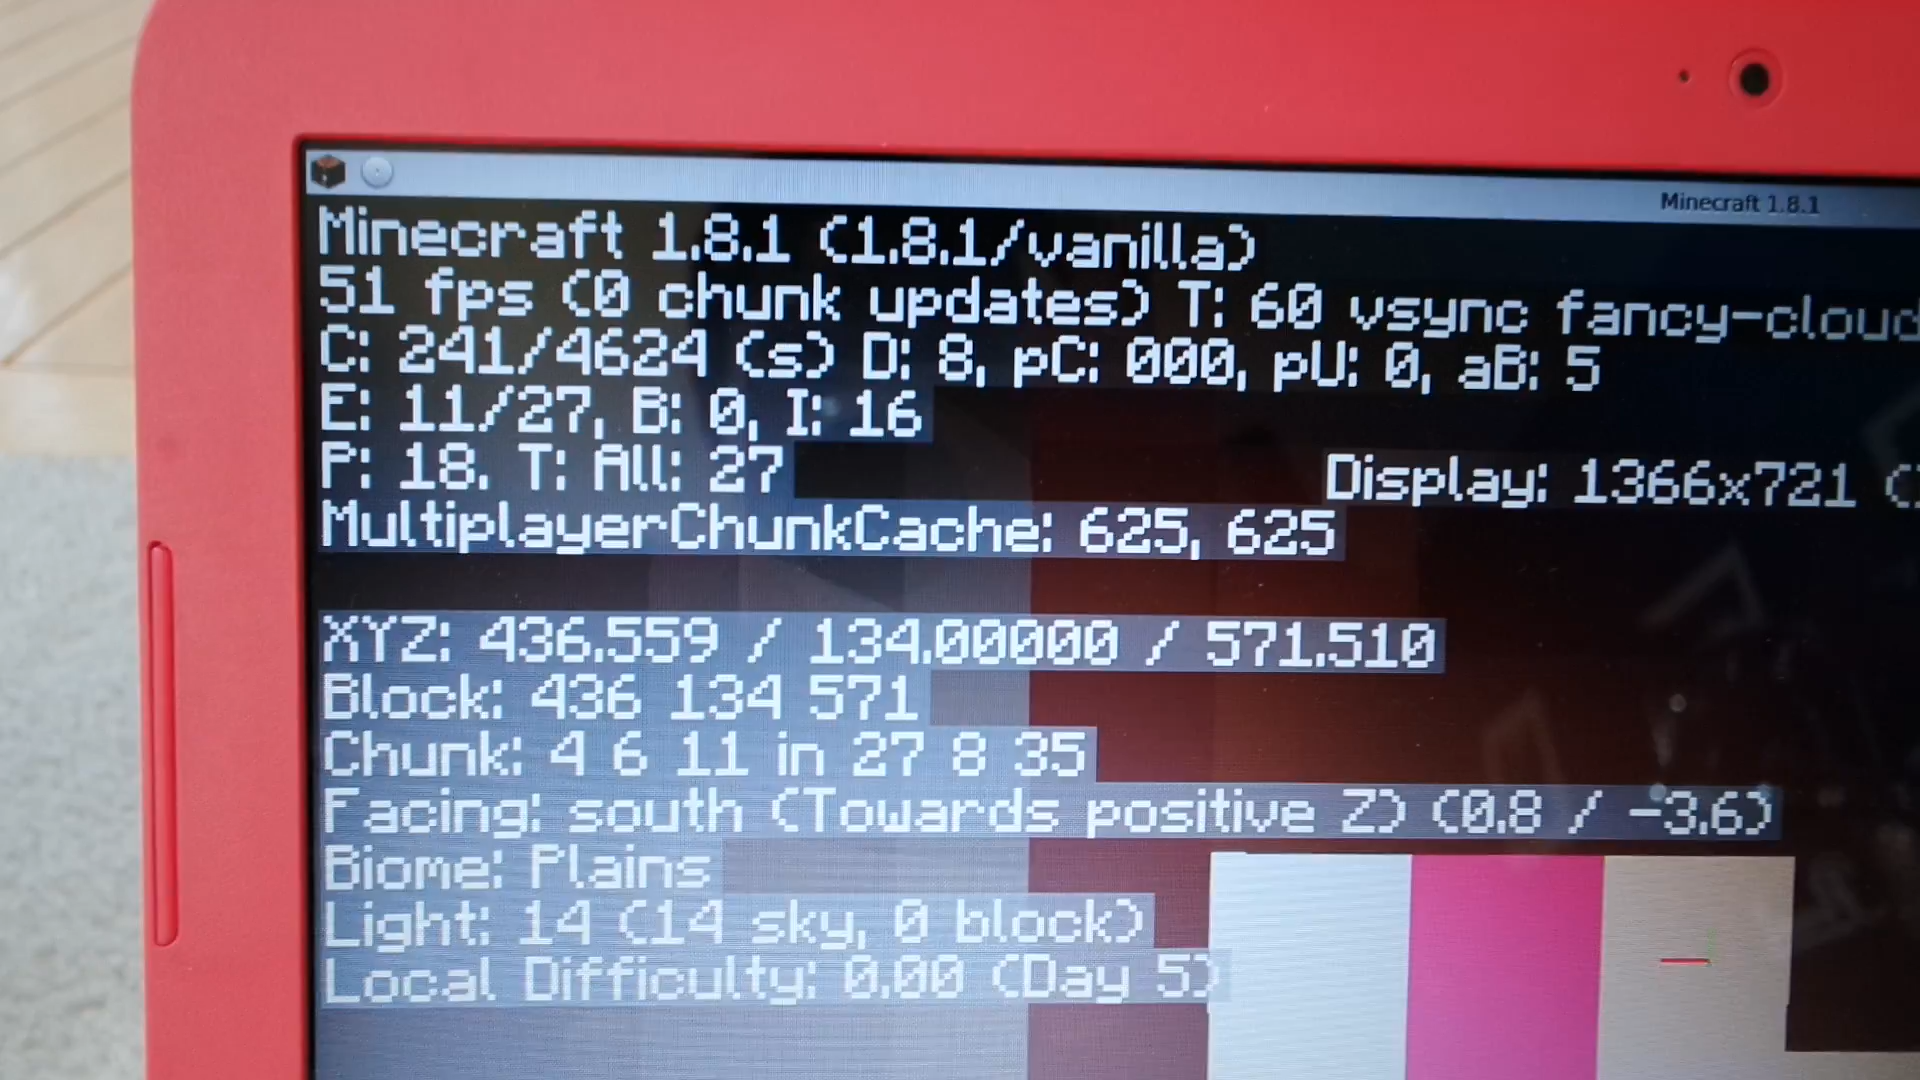 Minecraft 1.8.1
Minecraft 1.8.1 (1.8.1/vanilla)
51 fps (0 chunk updates) T: 60 vsync fancy-cloud
C: 241/4624 (s) D: 8, pC: 000, pU: 0, aB: 5
E: 11/27, B: 0, I: 16
P: 18. T: All: 27
Display: 1366x721 (
MultiplayerChunkCache: 625, 625
XYZ: 436.559 / 134.00000 / 571.510
Block: 436 134 571
Chunk: 4 6 11 in 27 8 35
Facing: south (Towards positive Z) (0.8 / -3.6)
Biome: Plains
Light: 14 (14 sky, 0 block)
Local Difficulty: 0.00 (Day 5)